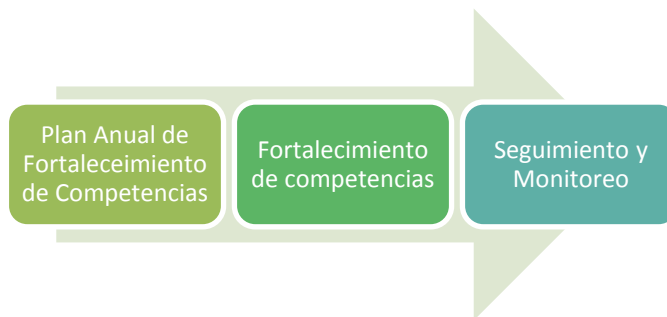 Plan Anual de
Fortaleceimiento
de Competencias
Fortalecimiento
de competencias
Seguimiento y
Monitoreo